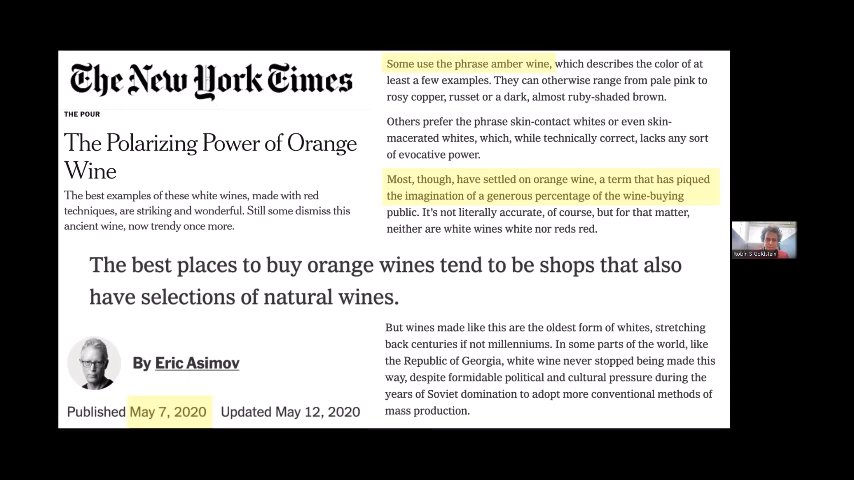 The New York Times
THE POUR
The Polarizing Power of Orange
Wine
The best examples of these white wines, made with red
techniques, are striking and wonderful. Still some dismiss this
ancient wine, now trendy once more.
Some use the phrase amber wine, which describes the color of at
least a few examples. They can otherwise range from pale pink to
rosy copper, russet or a dark, almost ruby-shaded brown.
Others prefer the phrase skin-contact whites or even skin-
macerated whites, which, while technically correct, lacks any sort
of evocative power.
Most, though, have settled on orange wine, a term that has piqued
the imagination of a generous percentage of the wine-buying
public. It's not literally accurate, of course, but for that matter,
neither are white wines white nor reds red.
The best places to buy orange wines tend to be shops that also
have selections of natural wines.
By Eric Asimov
Published May 7, 2020 Updated May 12, 2020
But wines made like this are the oldest form of whites, stretching
back centuries if not millenniums. In some parts of the world, like
the Republic of Georgia, white wine never stopped being made this
way, despite formidable political and cultural pressure during the
years of Soviet domination to adopt more conventional methods of
mass production.
Robin S Goldstein